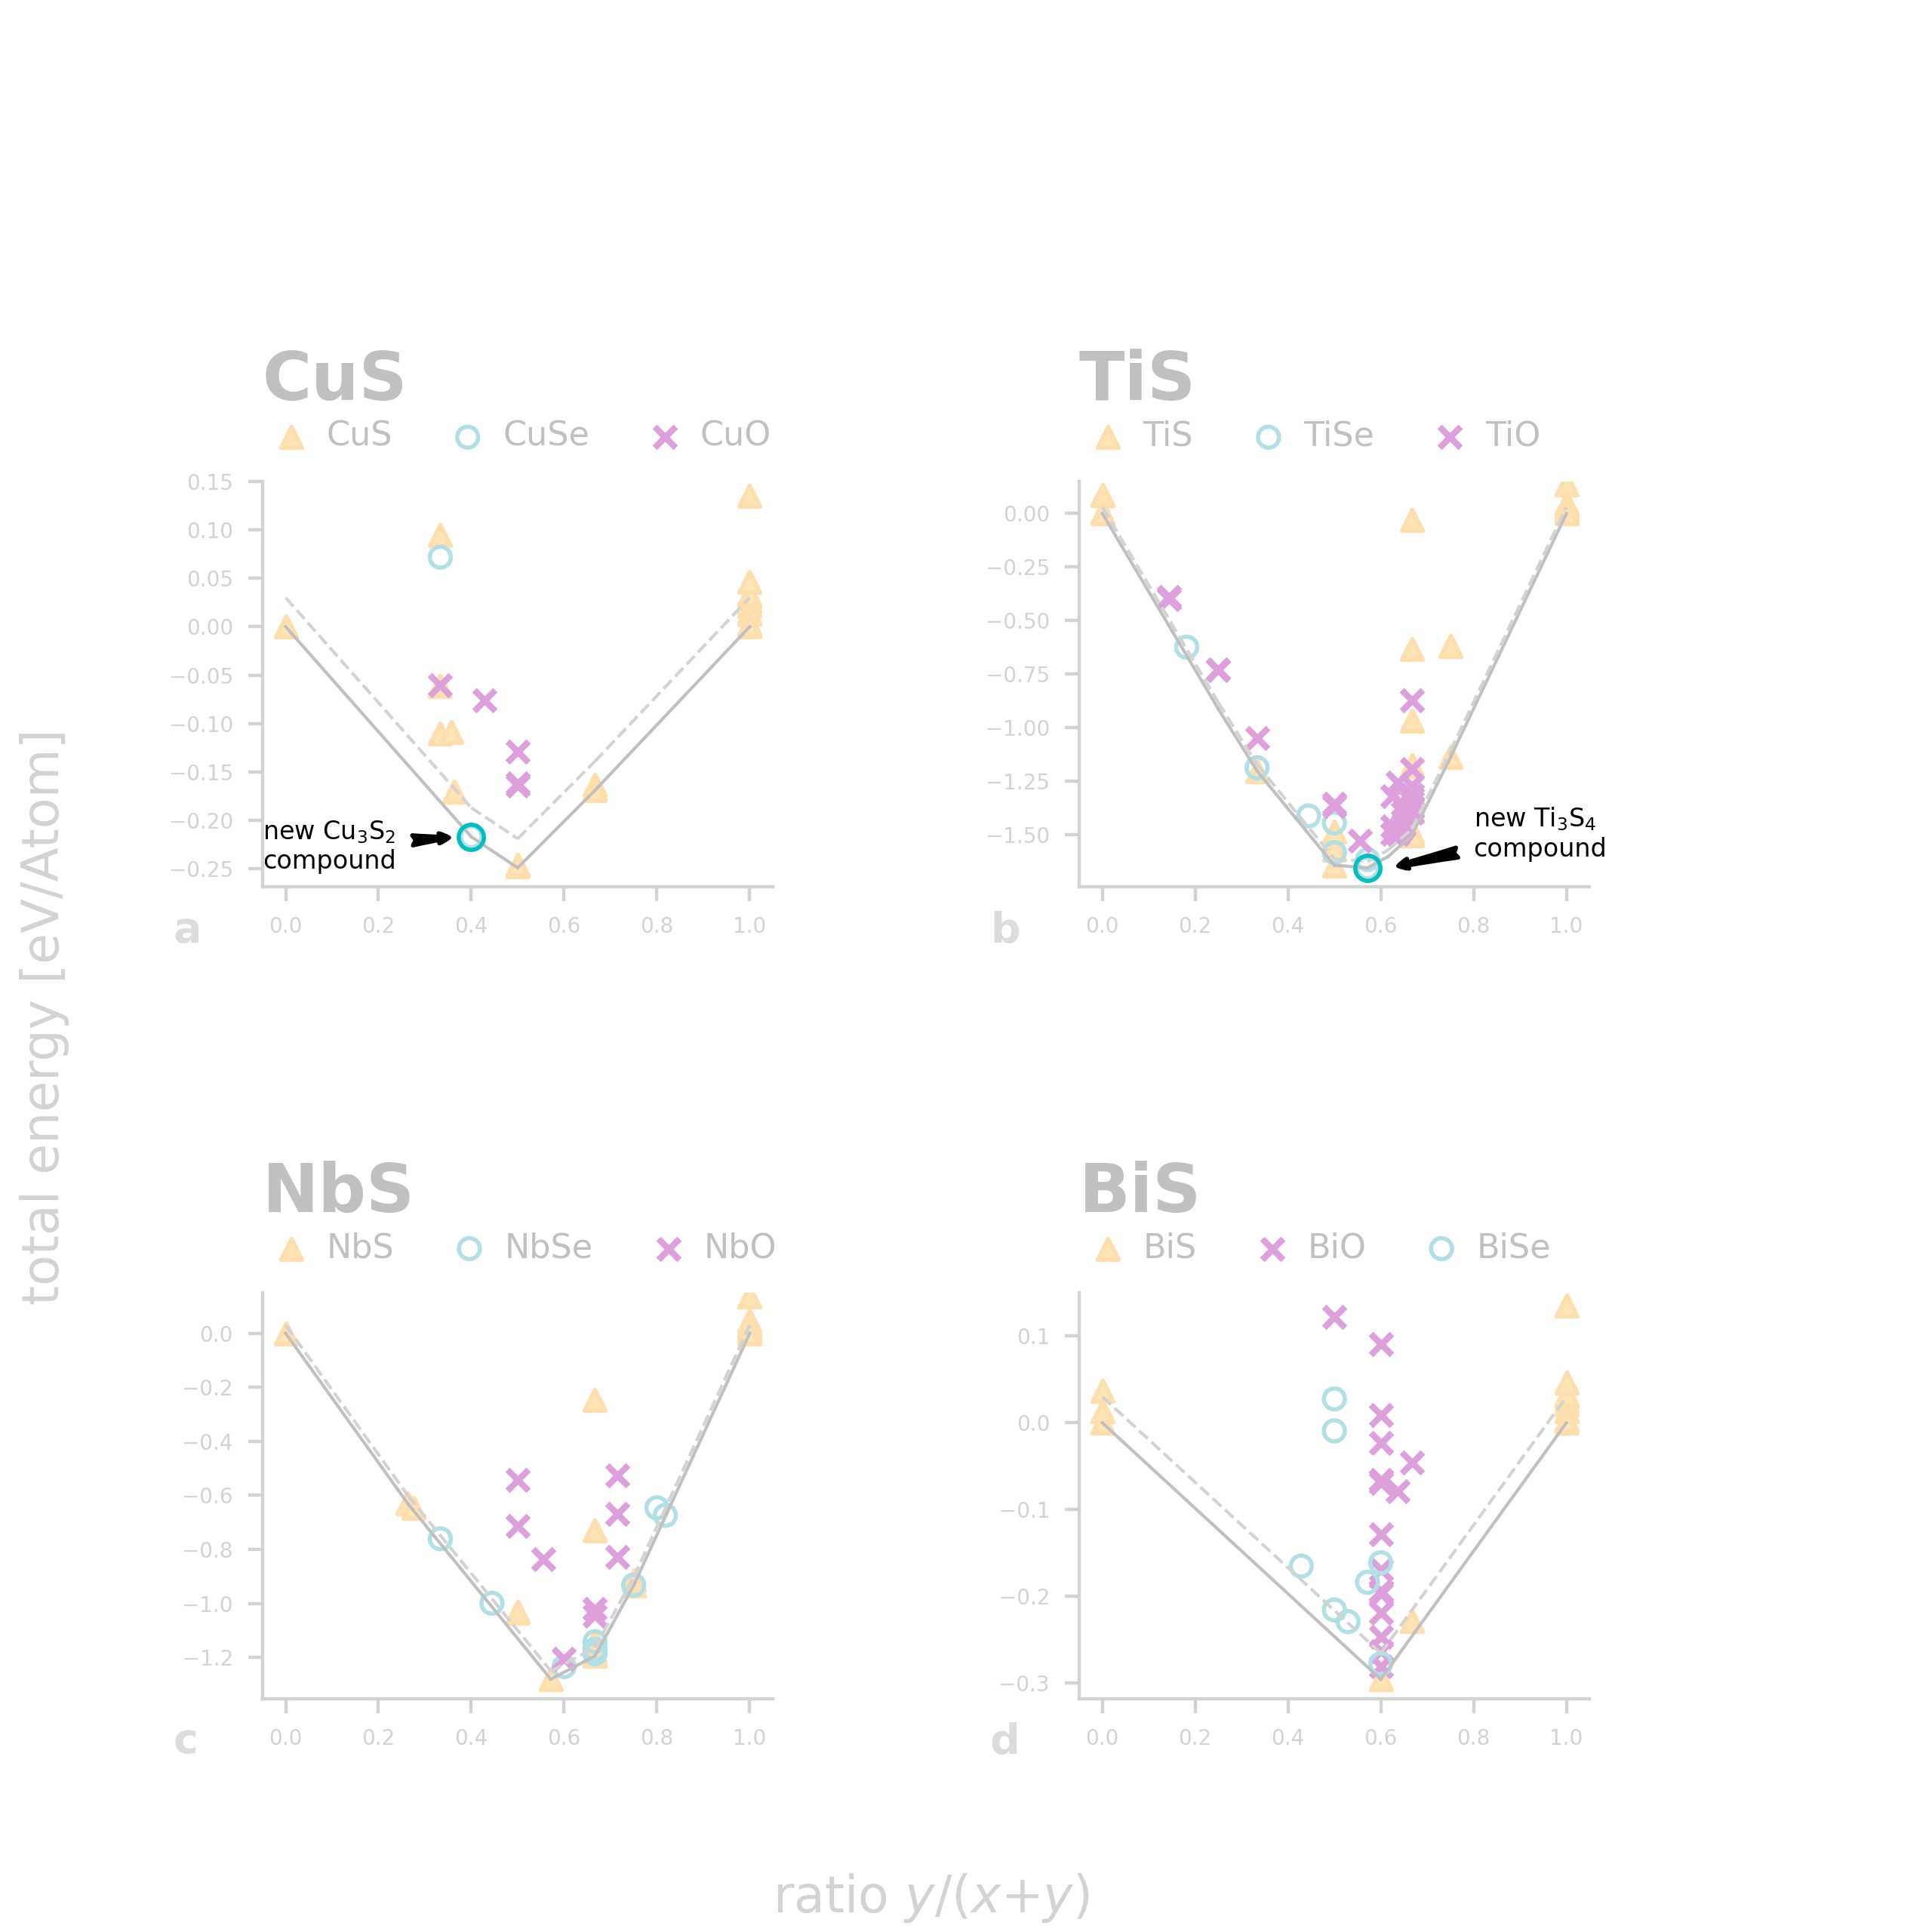 CuS
CuS CuSe CuO
0.15
0.10
0.05
0.00
−0.05
−0.10
−0.15
−0.20
−0.25
new Cu₃S₂
compound
0.0 0.2 0.4 0.6 0.8 1.0
a
TiS
TiS TiSe TiO
0.00
−0.25
−0.50
−0.75
−1.00
−1.25
−1.50
new Ti₃S₄
compound
0.0 0.2 0.4 0.6 0.8 1.0
b
total energy [eV/Atom]
NbS
NbS NbSe NbO
0.0
−0.2
−0.4
−0.6
−0.8
−1.0
−1.2
0.0 0.2 0.4 0.6 0.8 1.0
c
BiS
BiS BiO BiSe
0.1
0.0
−0.1
−0.2
−0.3
0.0 0.2 0.4 0.6 0.8 1.0
d
ratio y/(x+y)